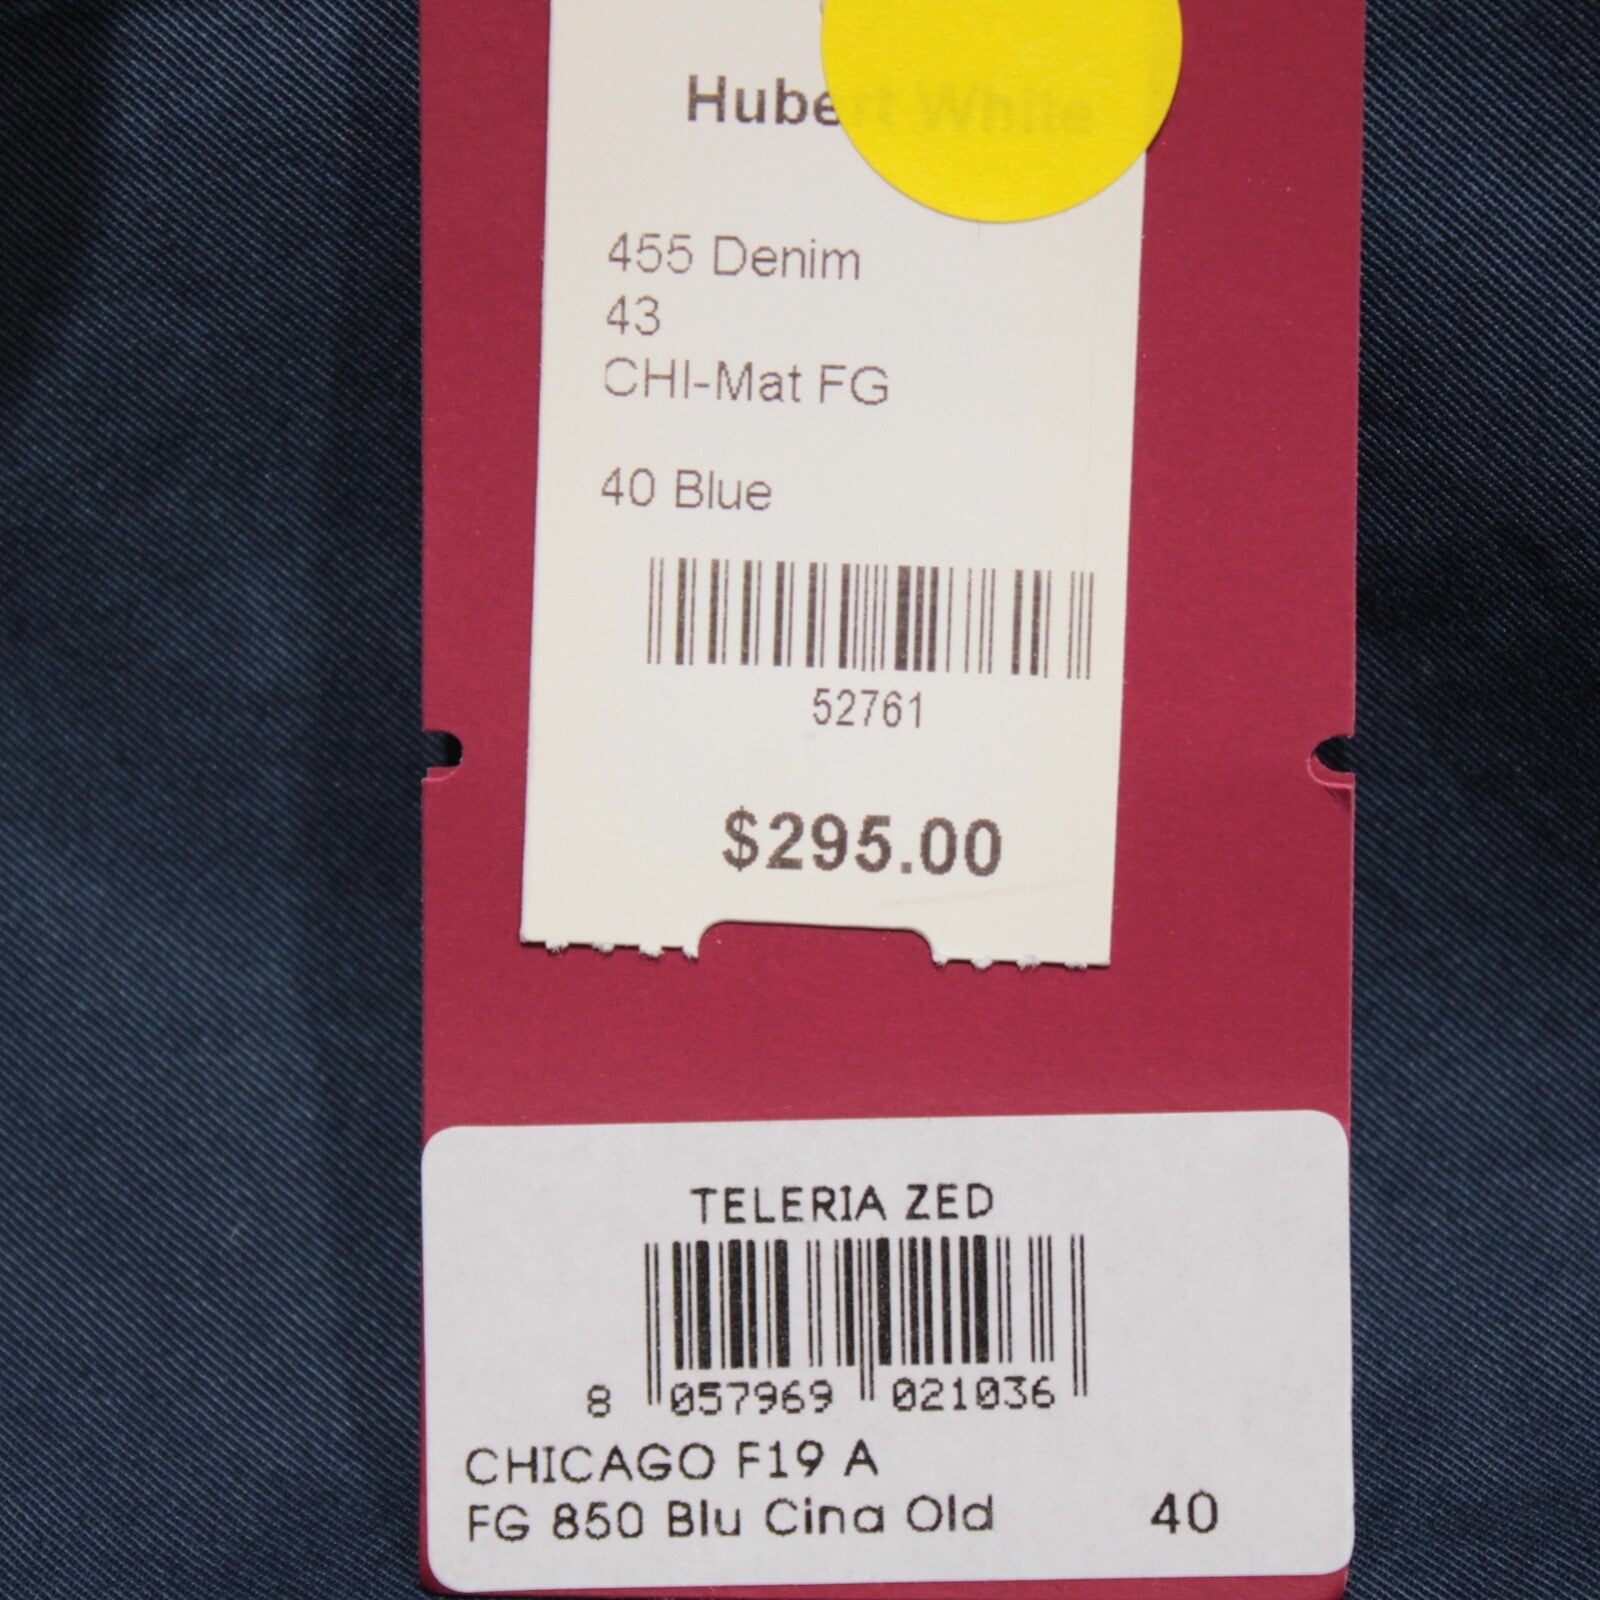 Hubert White
455 Denim
43
CHI-Mat FG
40 Blue
52761
$295.00
TELERIA ZED
8 057969 021036
CHICAGO F19 A
FG 850 Blu Cina Old 40